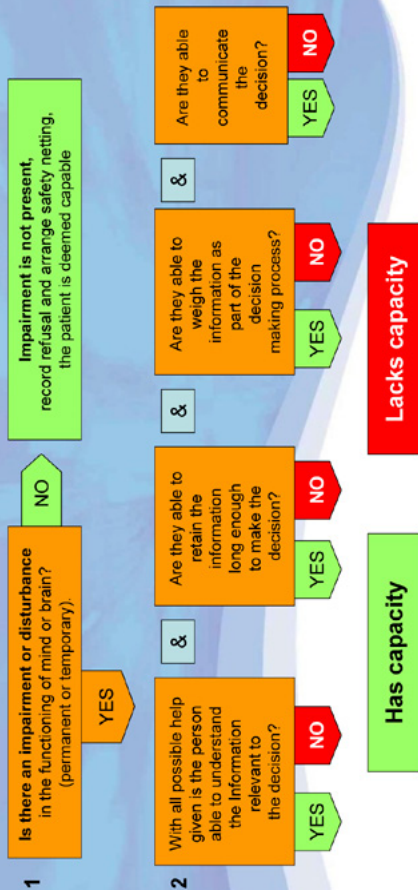 1
Is there an impairment or disturbance
in the functioning of mind or brain?
(permanent or temporary).
NO
Impairment is not present,
record refusal and arrange safety netting,
the patient is deemed capable
YES
2
With all possible help
given is the person
able to understand
the Information
relevant to
the decision?
YES
NO
&
Are they able to
retain the
information
long enough
to make the
decision?
YES
NO
&
Are they able to
weigh the
information as
part of the
decision
making process?
YES
NO
&
Are they able
to
communicate
the
decision?
YES
NO
Has capacity
Lacks capacity